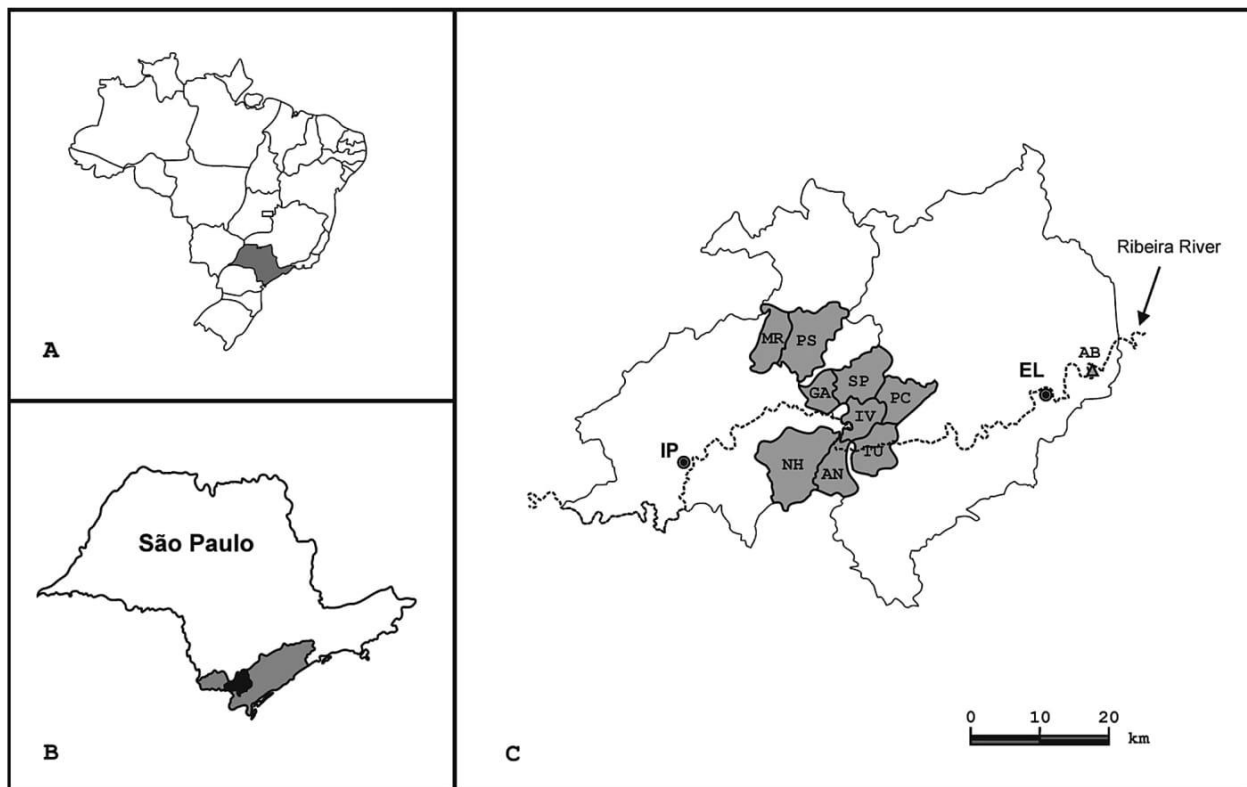 A
São Paulo
B
Ribeira River
MR
PS
AB
EL
GA
SP
PC
IV
IP
TU
NH
AN
0 10 20
km
C